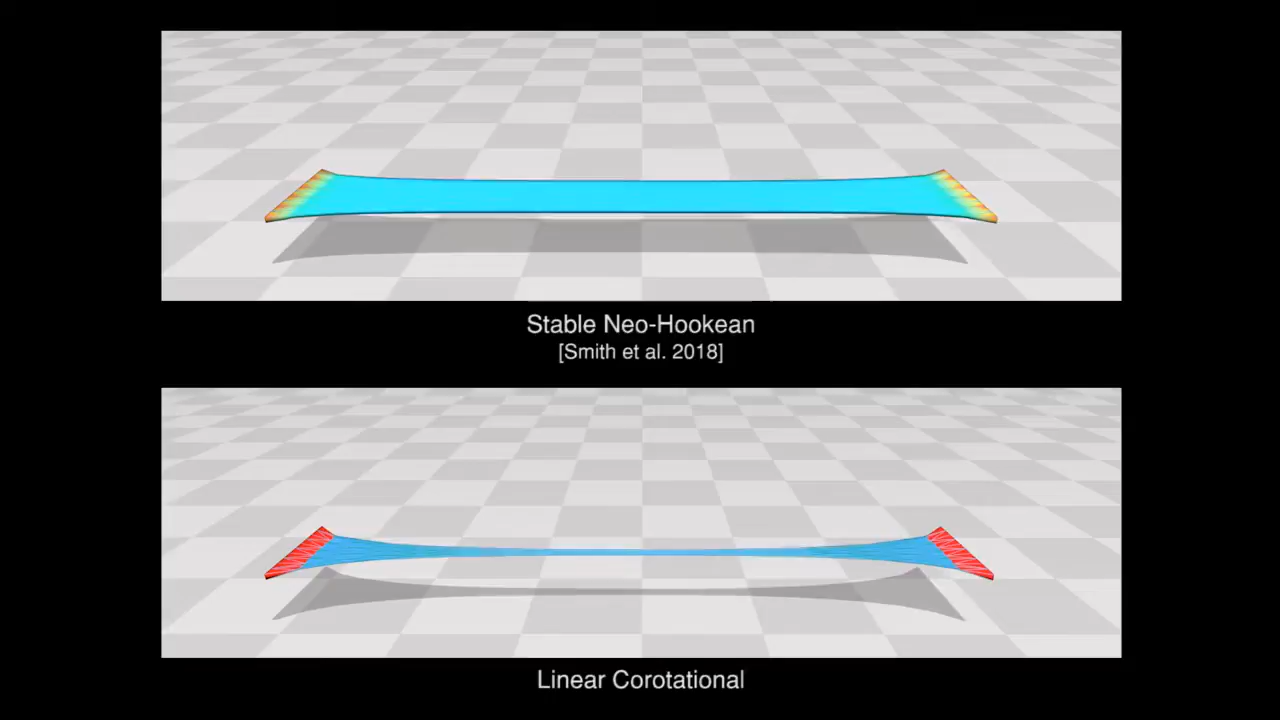 Stable Neo-Hookean
[Smith et al. 2018]
Linear Corotational